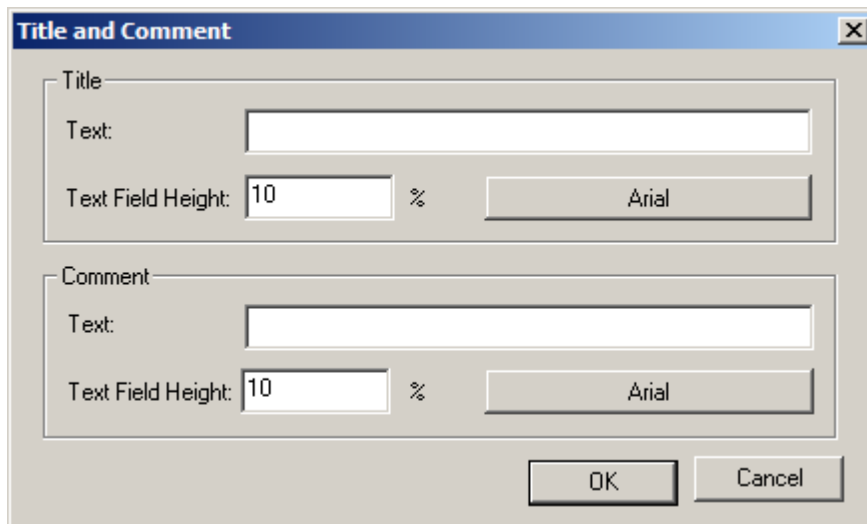 Title and Comment
Title
Text:
Text Field Height: 10 % Arial
Comment
Text:
Text Field Height: 10 % Arial
OK Cancel